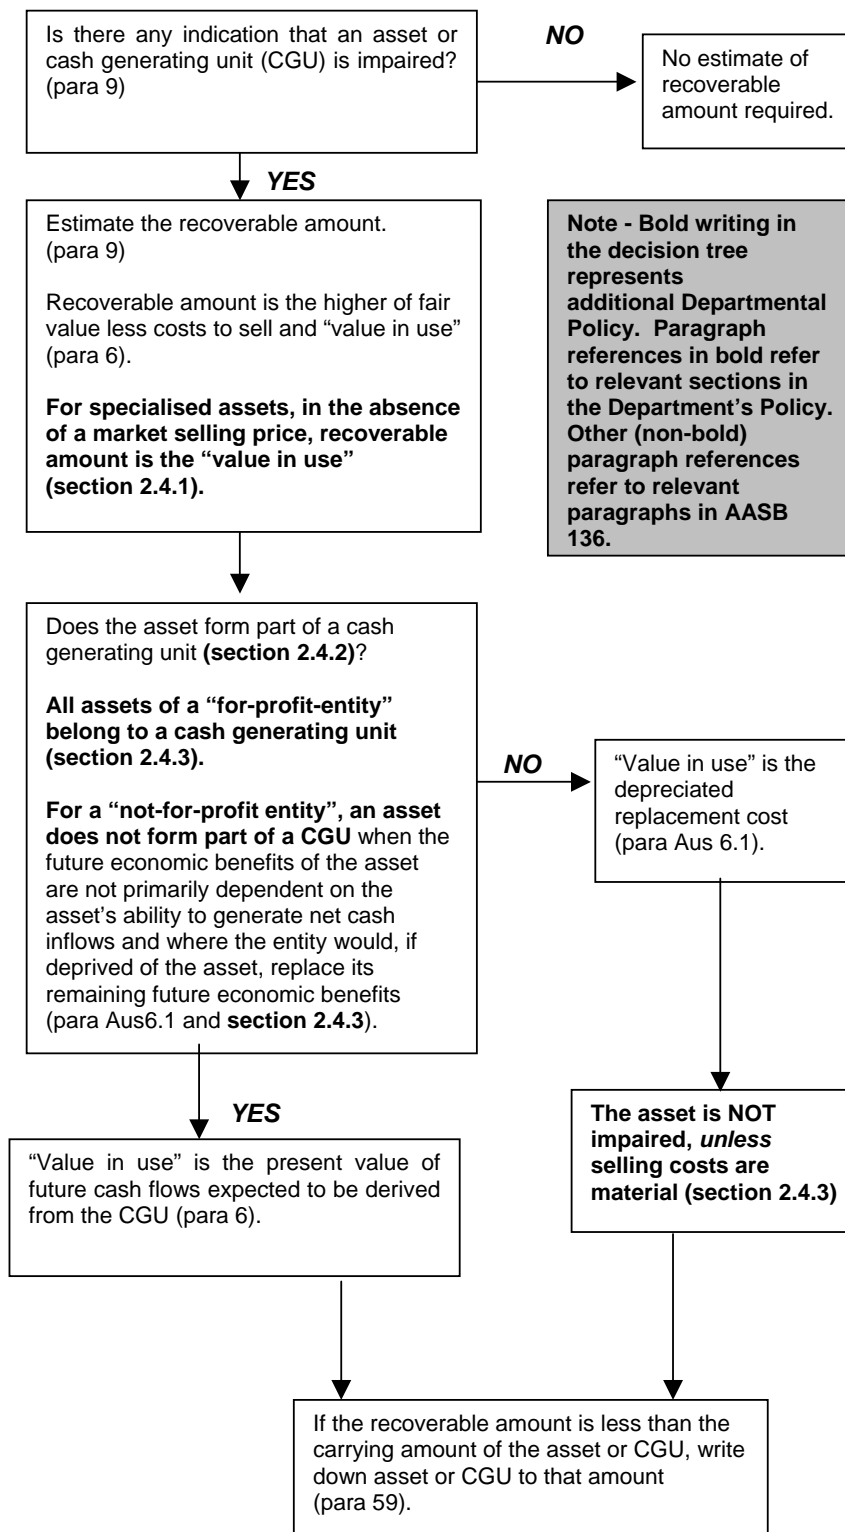 Is there any indication that an asset or
cash generating unit (CGU) is impaired?
(para 9)
NO
No estimate of
recoverable
amount required.
YES
Estimate the recoverable amount.
(para 9)
Recoverable amount is the higher of fair
value less costs to sell and “value in use”
(para 6).
For specialised assets, in the absence
of a market selling price, recoverable
amount is the “value in use”
(section 2.4.1).
Note - Bold writing in
the decision tree
represents
additional Departmental
Policy. Paragraph
references in bold refer
to relevant sections in
the Department’s Policy.
Other (non-bold)
paragraph references
refer to relevant
paragraphs in AASB
136.
Does the asset form part of a cash
generating unit (section 2.4.2)?
All assets of a “for-profit-entity”
belong to a cash generating unit
(section 2.4.3).
For a “not-for-profit entity”, an asset
does not form part of a CGU when the
future economic benefits of the asset
are not primarily dependent on the
asset’s ability to generate net cash
inflows and where the entity would, if
deprived of the asset, replace its
remaining future economic benefits
(para Aus6.1 and section 2.4.3).
NO
“Value in use” is the
depreciated
replacement cost
(para Aus 6.1).
YES
The asset is NOT
impaired, unless
selling costs are
material (section 2.4.3)
“Value in use” is the present value of
future cash flows expected to be derived
from the CGU (para 6).
If the recoverable amount is less than the
carrying amount of the asset or CGU, write
down asset or CGU to that amount
(para 59).